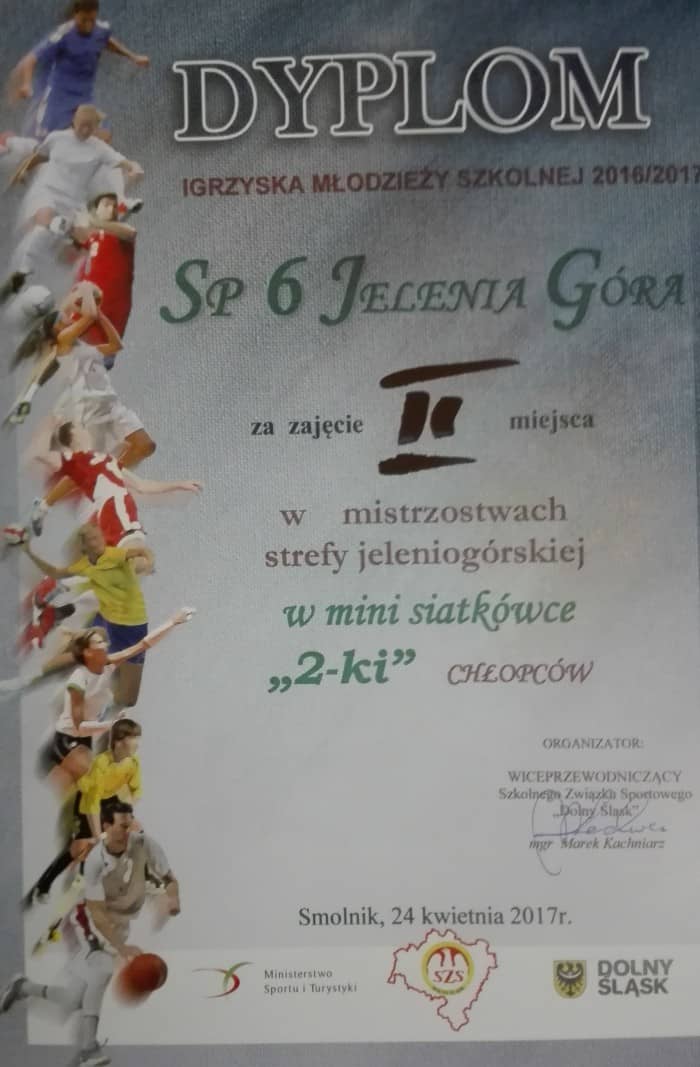 DYPLOM
IGRZYSKA MŁODZIEŻY SZKOLNEJ 2016/2017
SP 6 JELENIA GÓRA
za zajęcie II miejsca
w mistrzostwach
strefy jeleniogórskiej
w mini siatkówce
„2-ki” CHŁOPCÓW
ORGANIZATOR:
WICEPRZEWODNICZĄCY
Szkolnego Związku Sportowego
„Dolny Śląsk”
mgr Marek Kachniarz
Smolnik, 24 kwietnia 2017r.
Ministerstwo
Sportu i Turystyki
SZS
DOLNY
ŚLĄSK